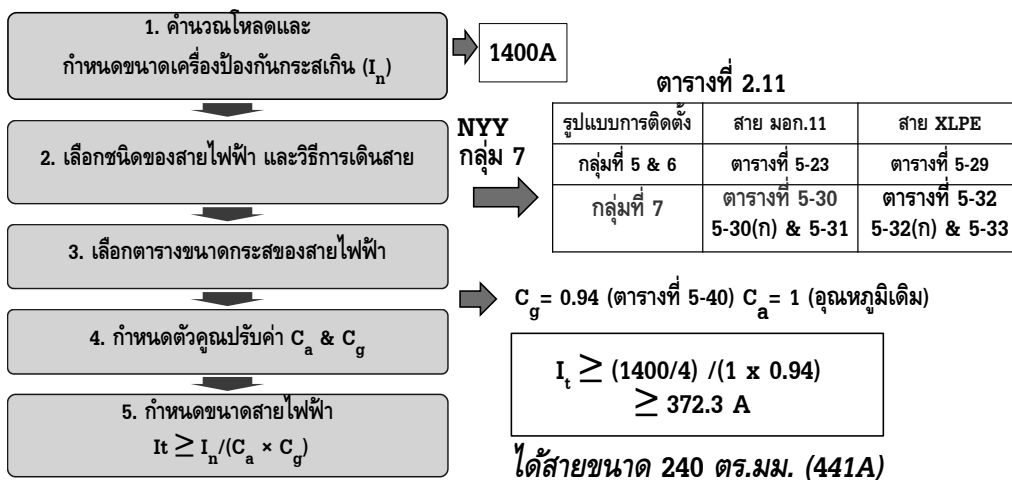 1. คำนวณโหลดและ
กำหนดขนาดเครื่องป้องกันกระแสเกิน (In)
1400A
2. เลือกชนิดของสายไฟฟ้า และวิธีการเดินสาย
NYY
กลุ่ม 7
ตารางที่ 2.11
รูปแบบการติดตั้ง สาย มอก.11 สาย XLPE
กลุ่มที่ 5 & 6 ตารางที่ 5-23 ตารางที่ 5-29
กลุ่มที่ 7 ตารางที่ 5-30 ตารางที่ 5-32
5-30(ก) & 5-31 5-32(ก) & 5-33
3. เลือกตารางขนาดกระสของสายไฟฟ้า
4. กำหนดตัวคูณปรับค่า Ca & Cg
Cg= 0.94 (ตารางที่ 5-40) Ca= 1 (อุณหภูมิเดิม)
5. กำหนดขนาดสายไฟฟ้า
It ≥ In/(Ca × Cg)
It ≥ (1400/4) /(1 x 0.94)
≥ 372.3 A
ได้สายขนาด 240 ตร.มม. (441A)